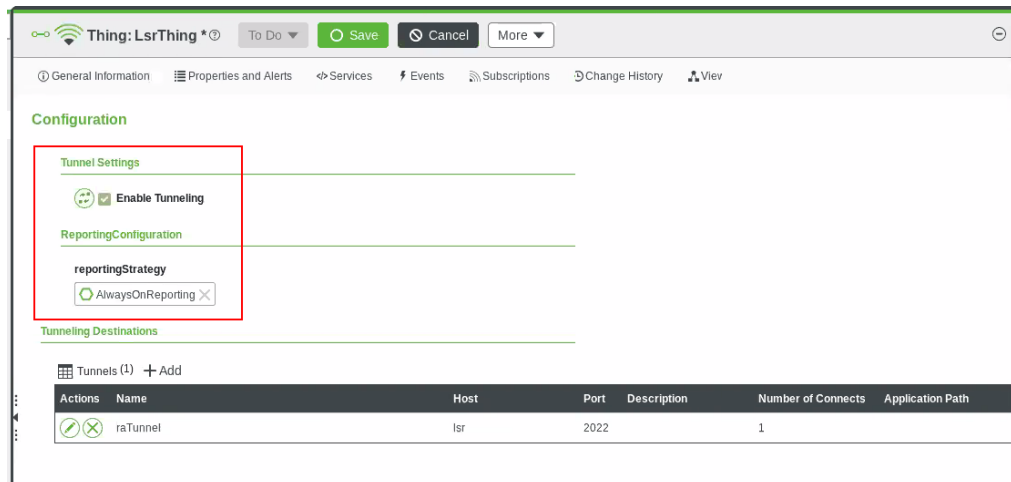 Thing: LsrThing * To Do Save Cancel More
General Information Properties and Alerts Services Events Subscriptions Change History Viev
Configuration
Tunnel Settings
Enable Tunneling
ReportingConfiguration
reportingStrategy
AlwaysOnReporting
Tunneling Destinations
Tunnels (1) Add
Actions Name Host Port Description Number of Connects Application Path
raTunnel lsr 2022 1